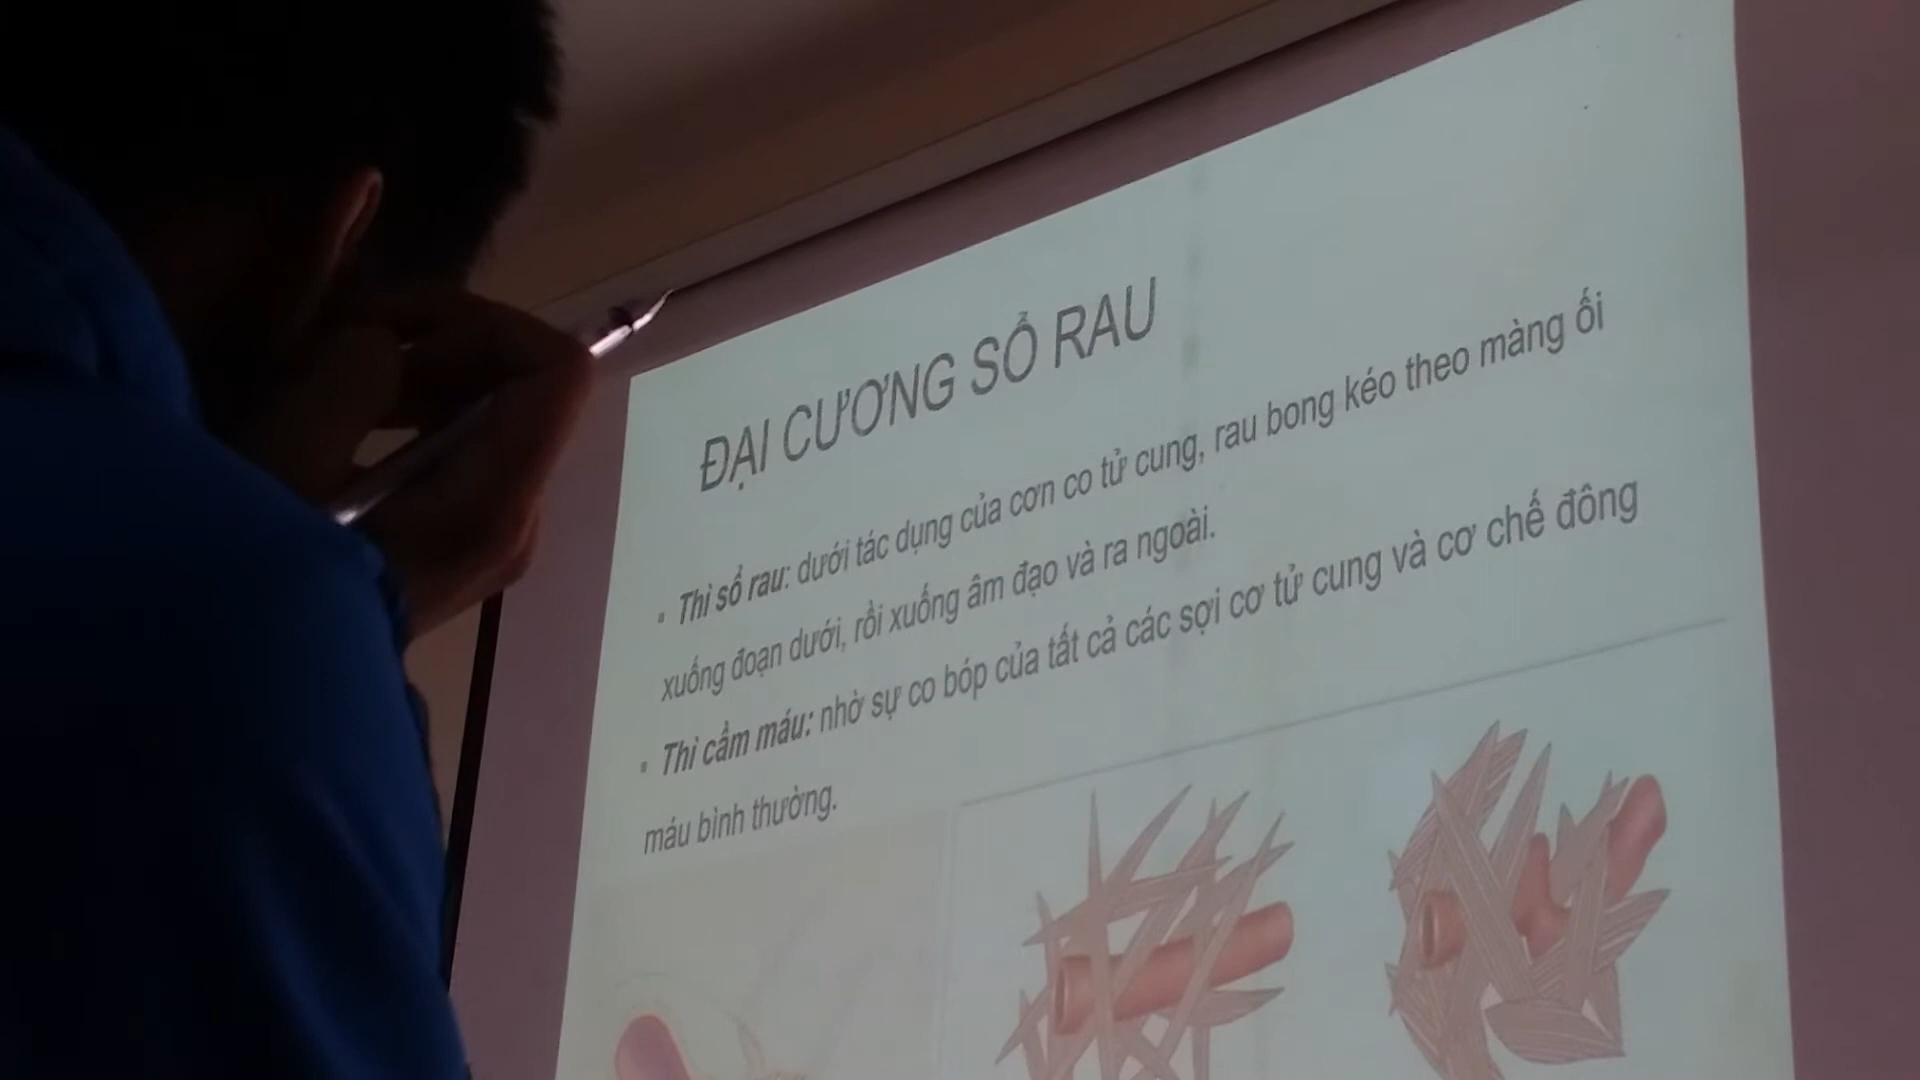 ĐẠI CƯƠNG SỔ RAU
▪ Thì sổ rau: dưới tác dụng của cơn co tử cung, rau bong kéo theo màng ối
xuống đoạn dưới, rồi xuống âm đạo và ra ngoài.
▪ Thì cầm máu: nhờ sự co bóp của tất cả các sợi cơ tử cung và cơ chế đông
máu bình thường.